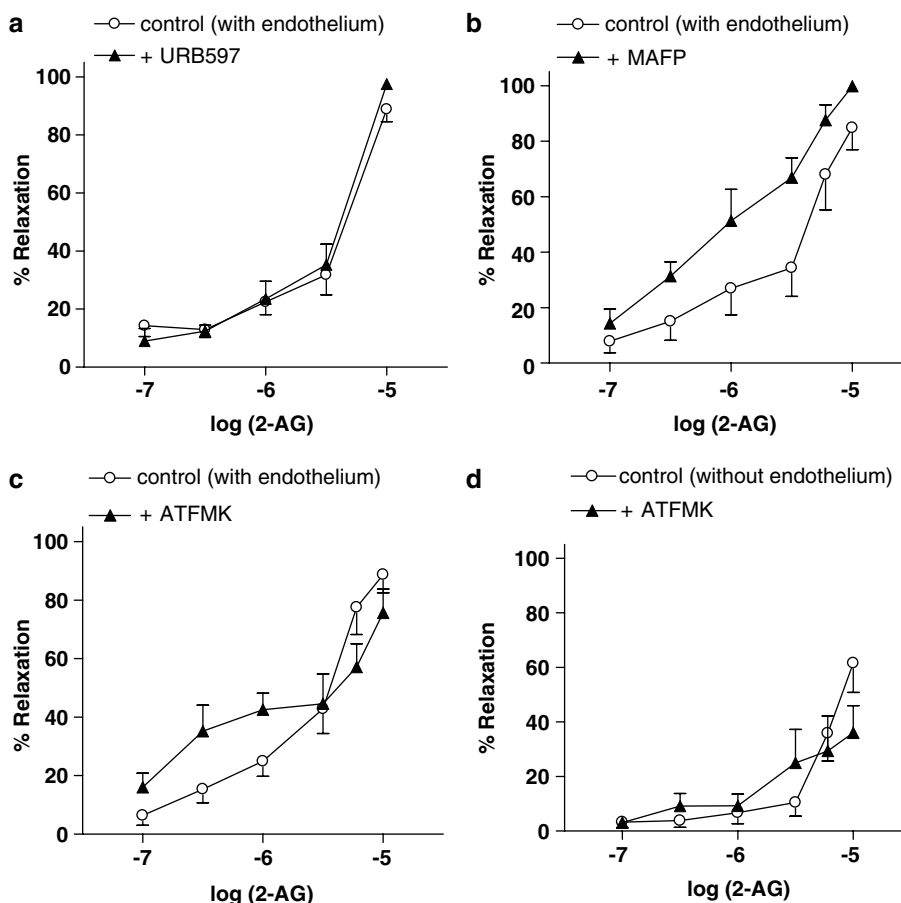 a
control (with endothelium)
+ URB597
100
80
60
40
20
0
% Relaxation
-7
-6
-5
log (2-AG)
b
control (with endothelium)
+ MAFP
100
80
60
40
20
0
% Relaxation
-7
-6
-5
log (2-AG)
c
control (with endothelium)
+ ATFMK
100
80
60
40
20
0
% Relaxation
-7
-6
-5
log (2-AG)
d
control (without endothelium)
+ ATFMK
100
80
60
40
20
0
% Relaxation
-7
-6
-5
log (2-AG)